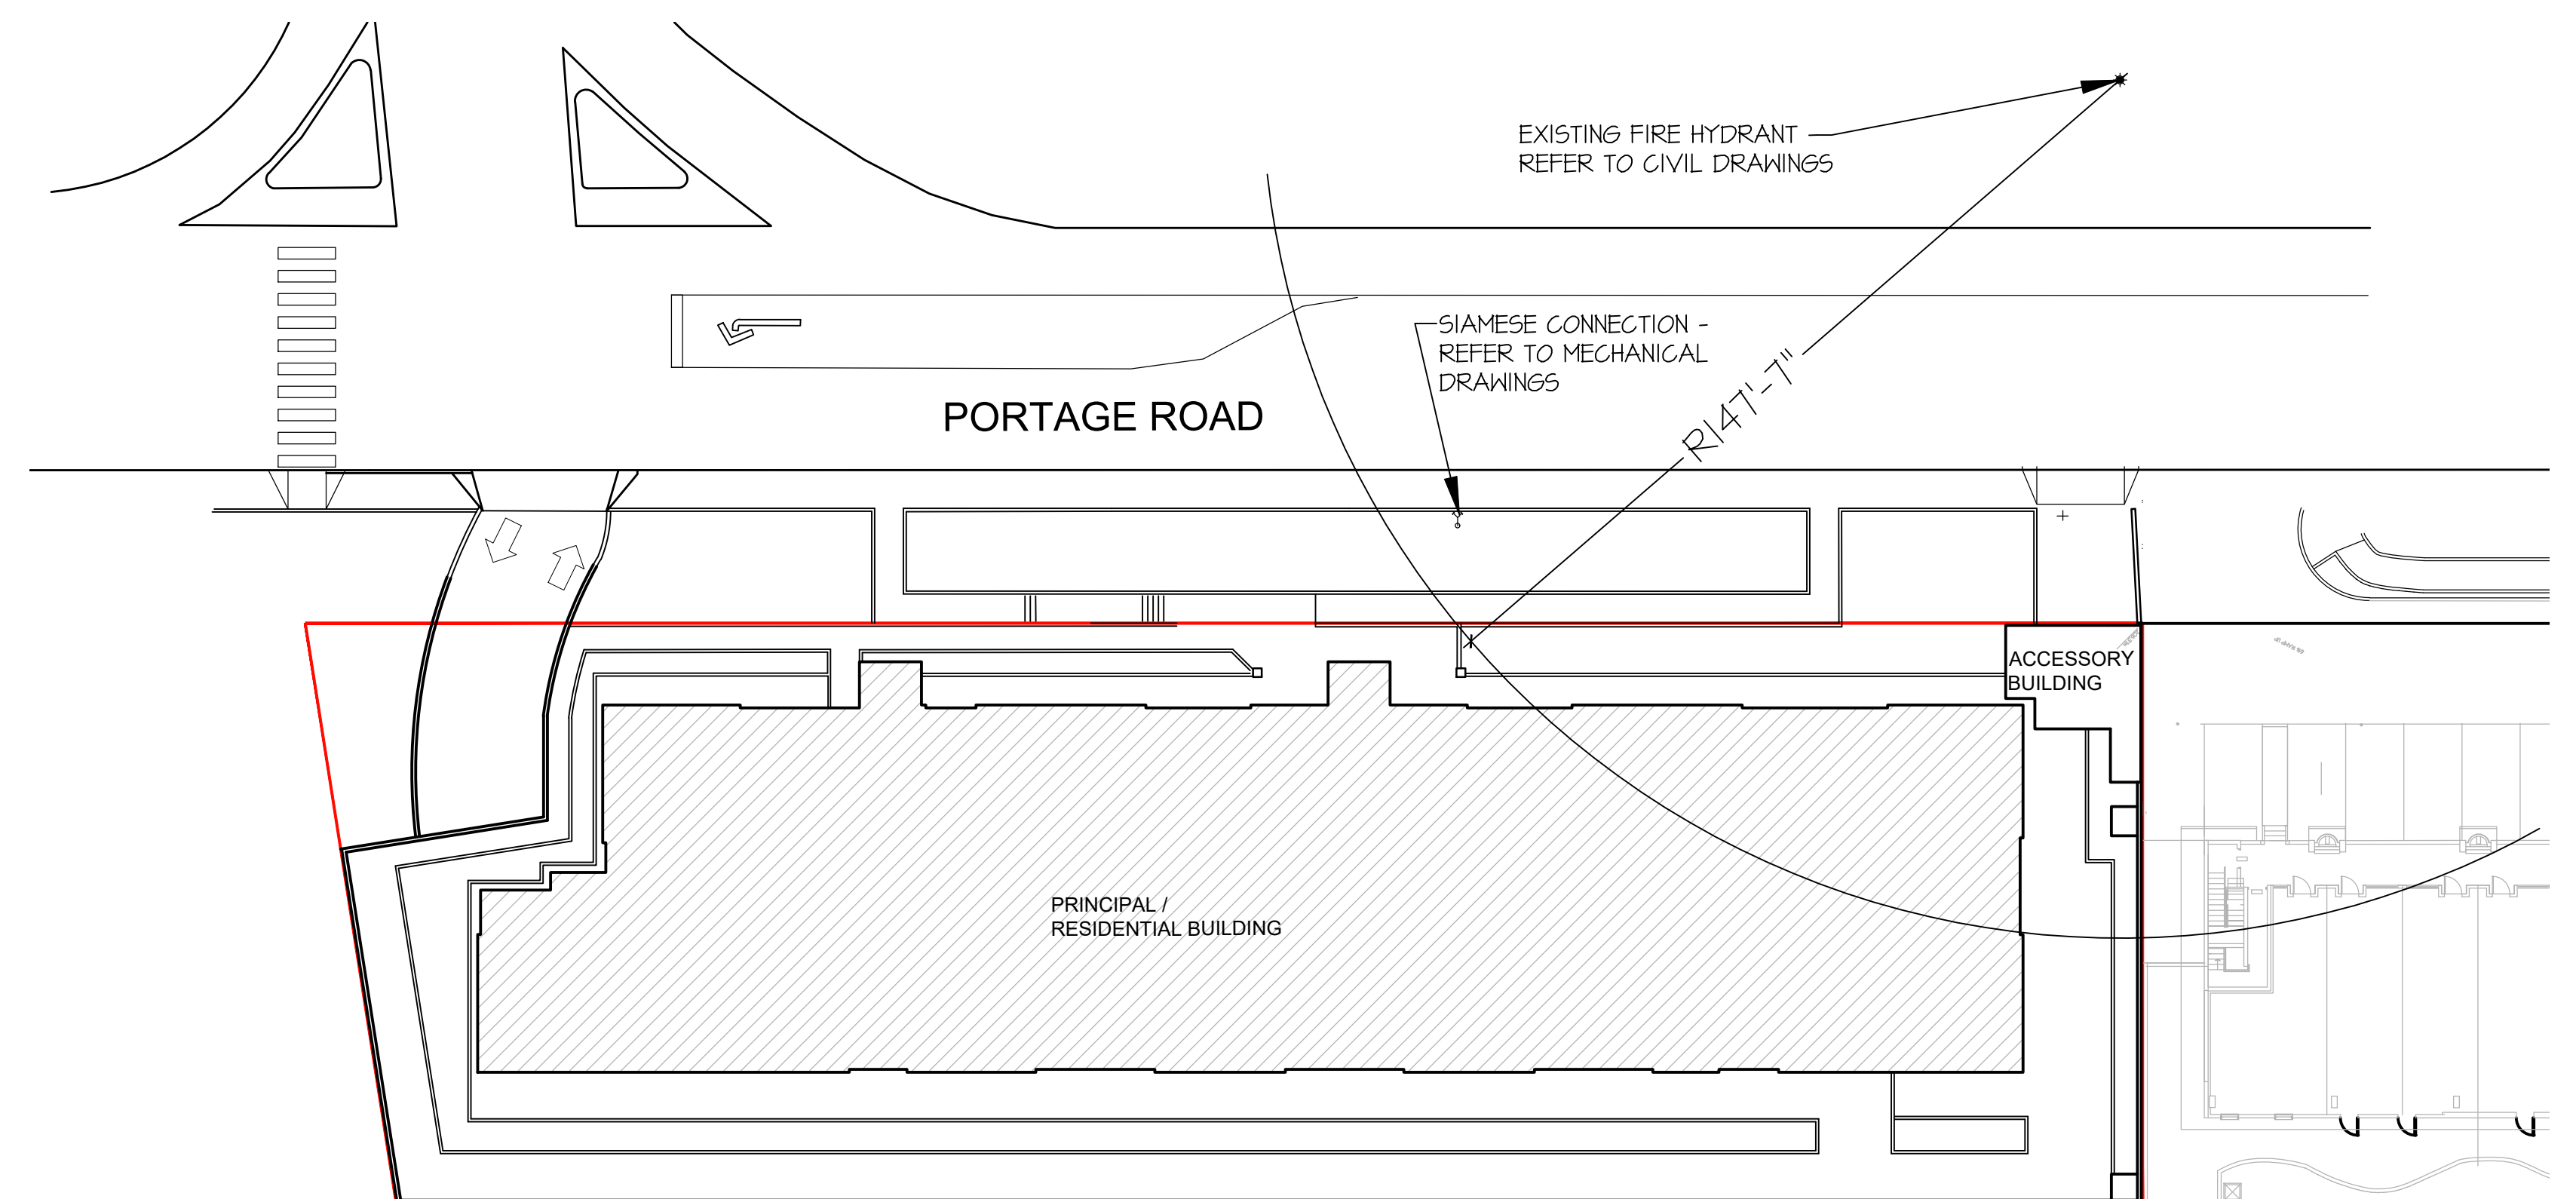 EXISTING FIRE HYDRANT
REFER TO CIVIL DRAWINGS
SIAMESE CONNECTION -
REFER TO MECHANICAL
DRAWINGS
R147'-7"
PORTAGE ROAD
ACCESSORY
BUILDING
PRINCIPAL /
RESIDENTIAL BUILDING